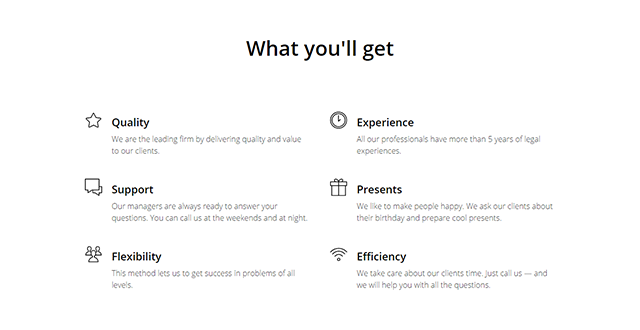 What you'll get
Quality
We are the leading firm by delivering quality and value
to our clients.
Experience
All our professionals have more than 5 years of legal
experiences.
Support
Our managers are always ready to answer your
questions. You can call us at the weekends and at night.
Presents
We like to make people happy. We ask our clients about
their birthday and prepare cool presents.
Flexibility
This method lets us to get success in problems of all
levels.
Efficiency
We take care about our clients time. Just call us — and
we will help you with all the questions.